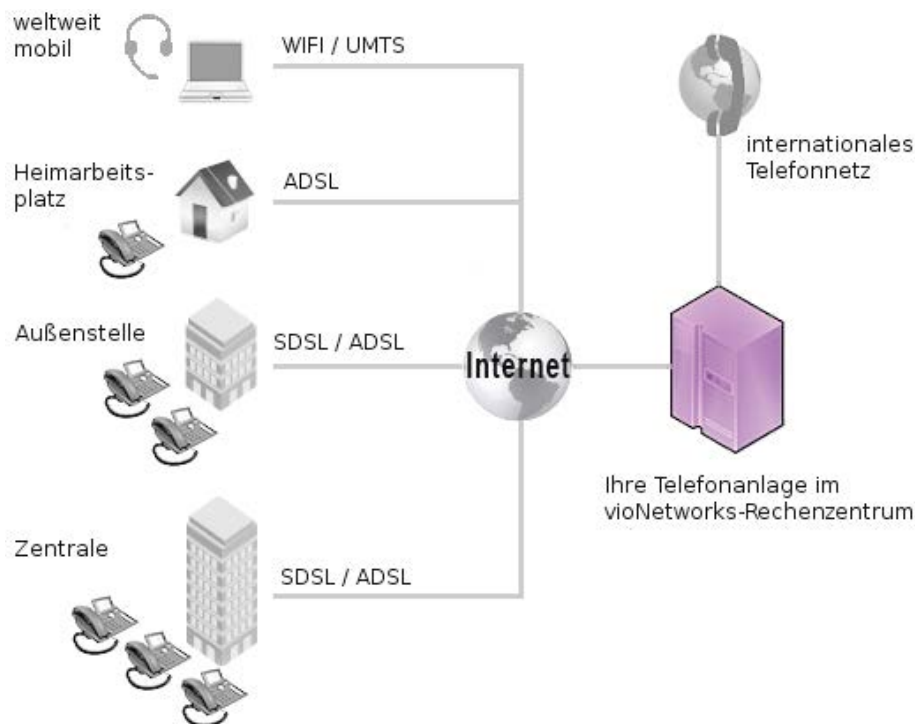 weltweit
mobil
WIFI / UMTS
internationales
Telefonnetz
Heimarbeits-
platz
ADSL
Außenstelle
SDSL / ADSL
Internet
Ihre Telefonanlage im
vioNetworks-Rechenzentrum
Zentrale
SDSL / ADSL